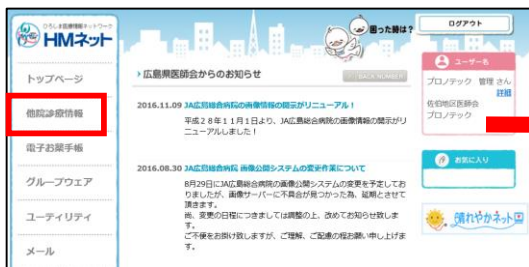 ひろしま医療情報ネットワーク
HMネット
困った時は?
ログアウト
トップページ
他院診療情報
電子お薬手帳
グループウェア
ユーティリティ
メール
広島県医師会からのお知らせ
BACK NUMBER
2016.11.09 JA広島総合病院の画像情報の開示がリニューアル!
平成28年11月1日より、JA広島総合病院の画像情報の開示がリ
ニューアルしました!
2016.08.30 JA広島総合病院 画像公開システムの変更作業について
8月29日にJA広島総合病院の画像公開システムの変更を予定してお
りましたが、画像サーバーに不具合が見つかった為、延期とさせて
頂きます。
尚、変更の日程につきましては調整の上、改めてお知らせ致しま
す。
ご不便をお掛け致しますが、ご理解、ご配慮の程お願い申し上げま
す。
ユーザー名
プロノテック 管理 さん
詳細
佐伯地区医師会
プロノテック
お気に入り
晴れやかネット